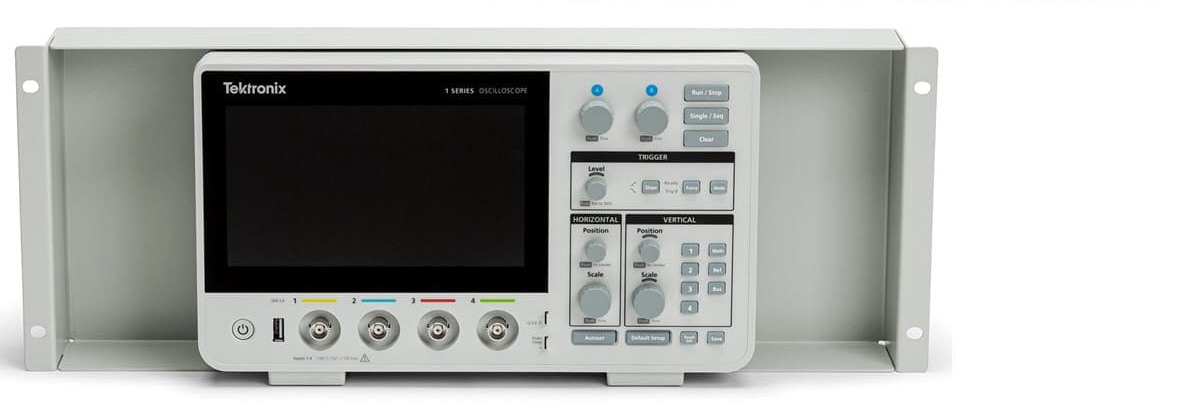 Tektronix
1 SERIES OSCILLOSCOPE
Run / Stop
Single / Seq
Clear
TRIGGER
Level
Slope
Force
Mode
HORIZONTAL
VERTICAL
Position
Position
1
Math
2
Ref
3
Bus
4
Scale
Scale
1
2
3
4
Autoset
Default Setup
Save